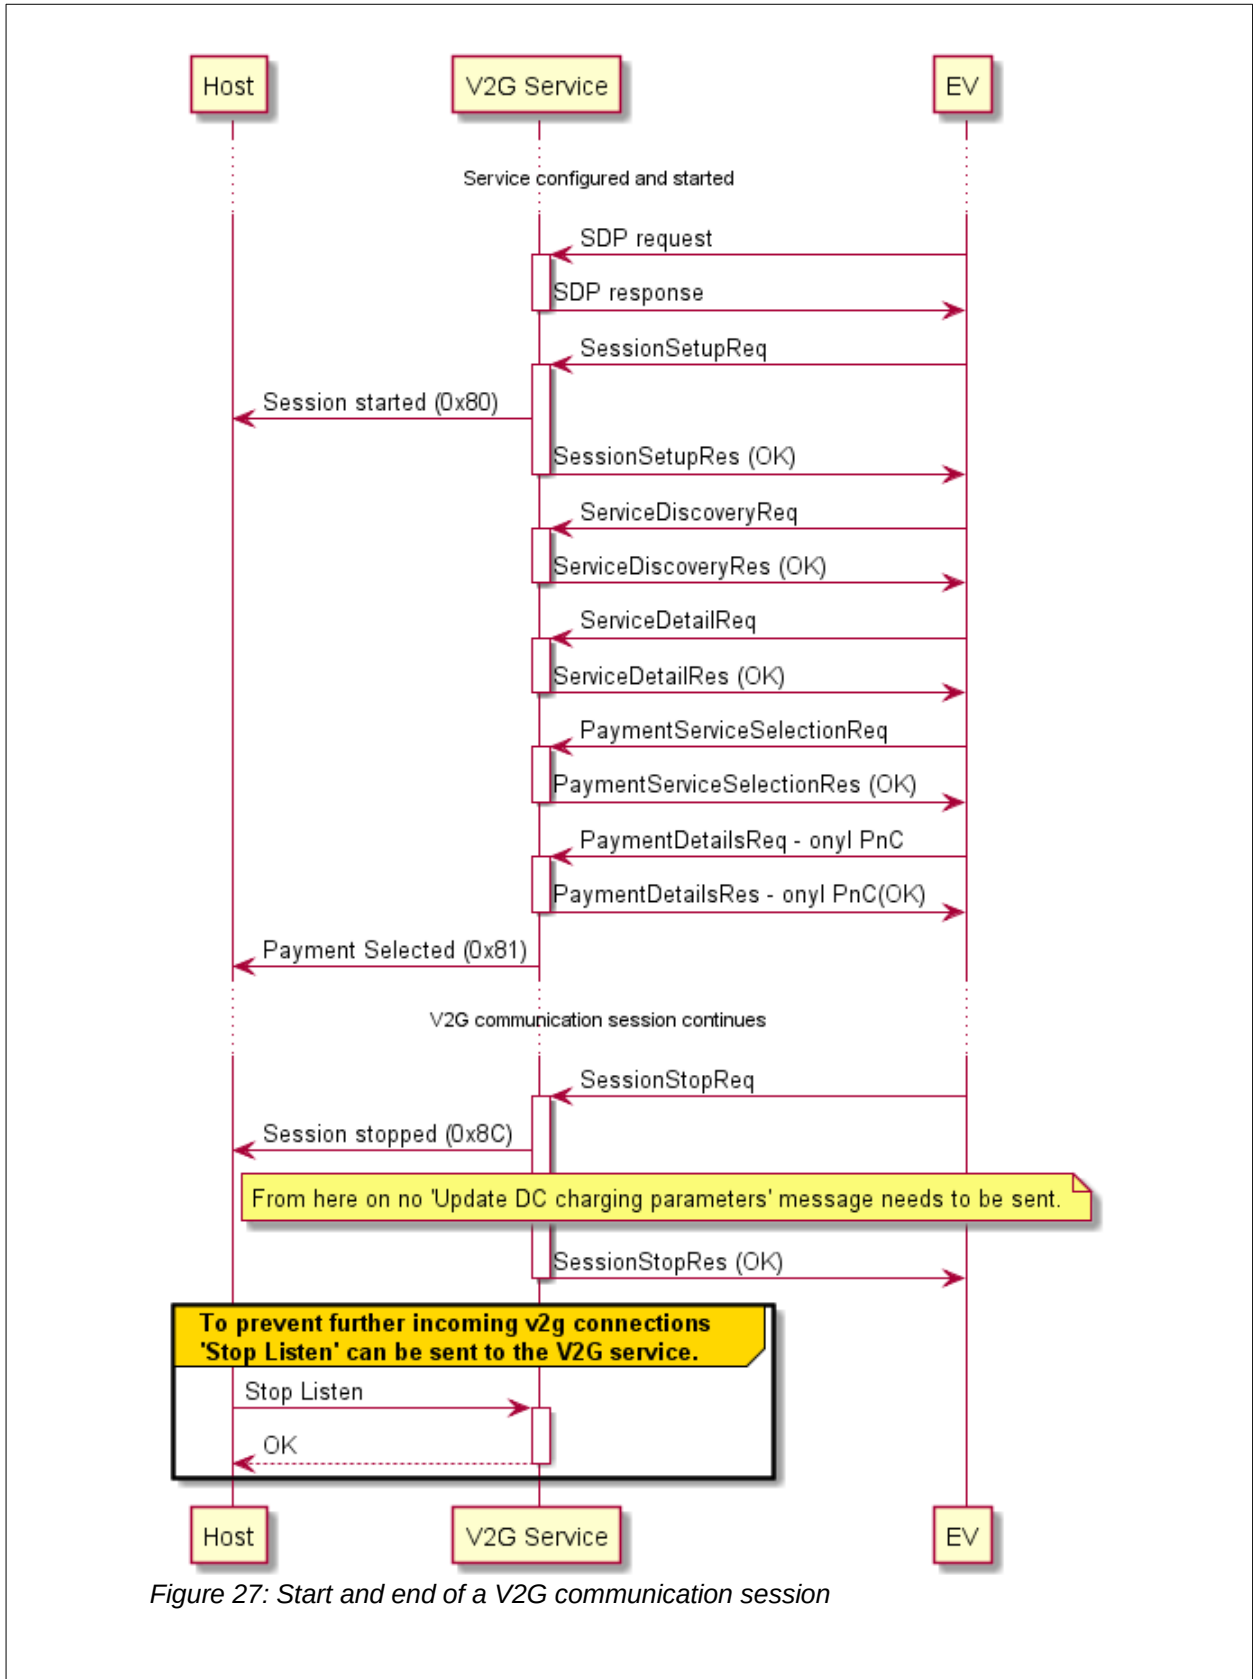 Host
V2G Service
EV
Service configured and started
SDP request
SDP response
SessionSetupReq
Session started (0x80)
SessionSetupRes (OK)
ServiceDiscoveryReq
ServiceDiscoveryRes (OK)
ServiceDetailReq
ServiceDetailRes (OK)
PaymentServiceSelectionReq
PaymentServiceSelectionRes (OK)
PaymentDetailsReq - onyl PnC
PaymentDetailsRes - onyl PnC(OK)
Payment Selected (0x81)
V2G communication session continues
SessionStopReq
Session stopped (0x8C)
From here on no 'Update DC charging parameters' message needs to be sent.
SessionStopRes (OK)
To prevent further incoming v2g connections
'Stop Listen' can be sent to the V2G service.
Stop Listen
OK
Host
V2G Service
EV
Figure 27: Start and end of a V2G communication session